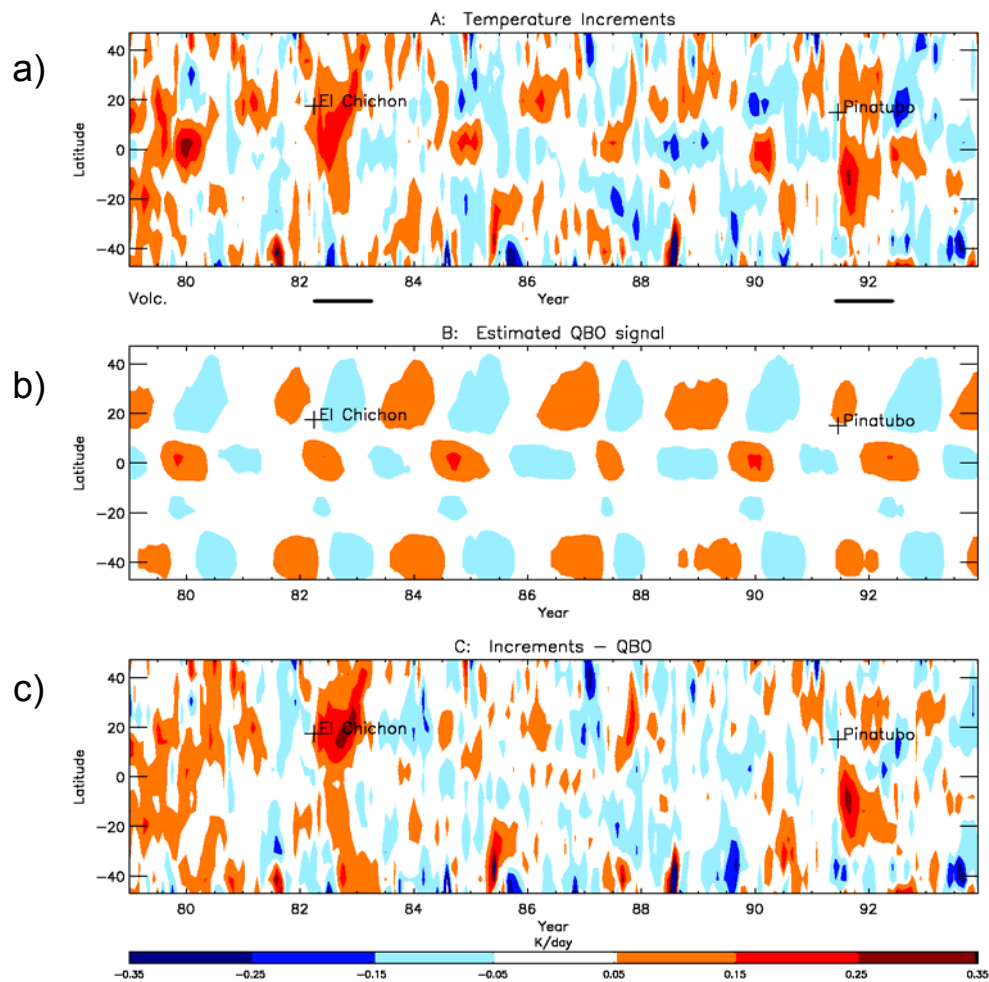 a)
A: Temperature Increments
Latitude
40
20
0
−20
−40
El Chichon
Pinatubo
80 82 84 86 88 90 92
Volc.
Year
b)
B: Estimated QBO signal
Latitude
40
20
0
−20
−40
El Chichon
Pinatubo
80 82 84 86 88 90 92
Year
c)
C: Increments − QBO
Latitude
40
20
0
−20
−40
El Chichon
Pinatubo
80 82 84 86 88 90 92
Year
K/day
−0.35 −0.25 −0.15 −0.05 0.05 0.15 0.25 0.35